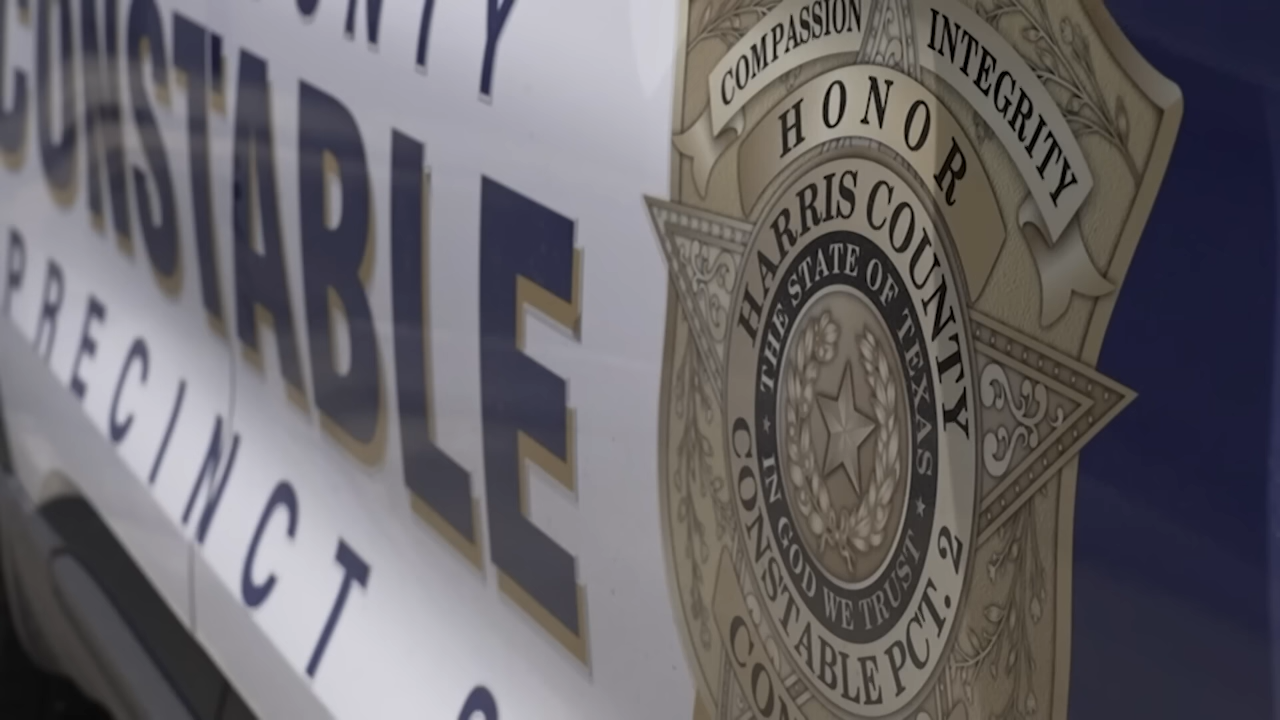 CONSTABLE
PRECINCT
COMPASSION
INTEGRITY
HONOR
HARRIS COUNTY
THE STATE OF TEXAS
IN GOD WE TRUST
CONSTABLE PCT. 2